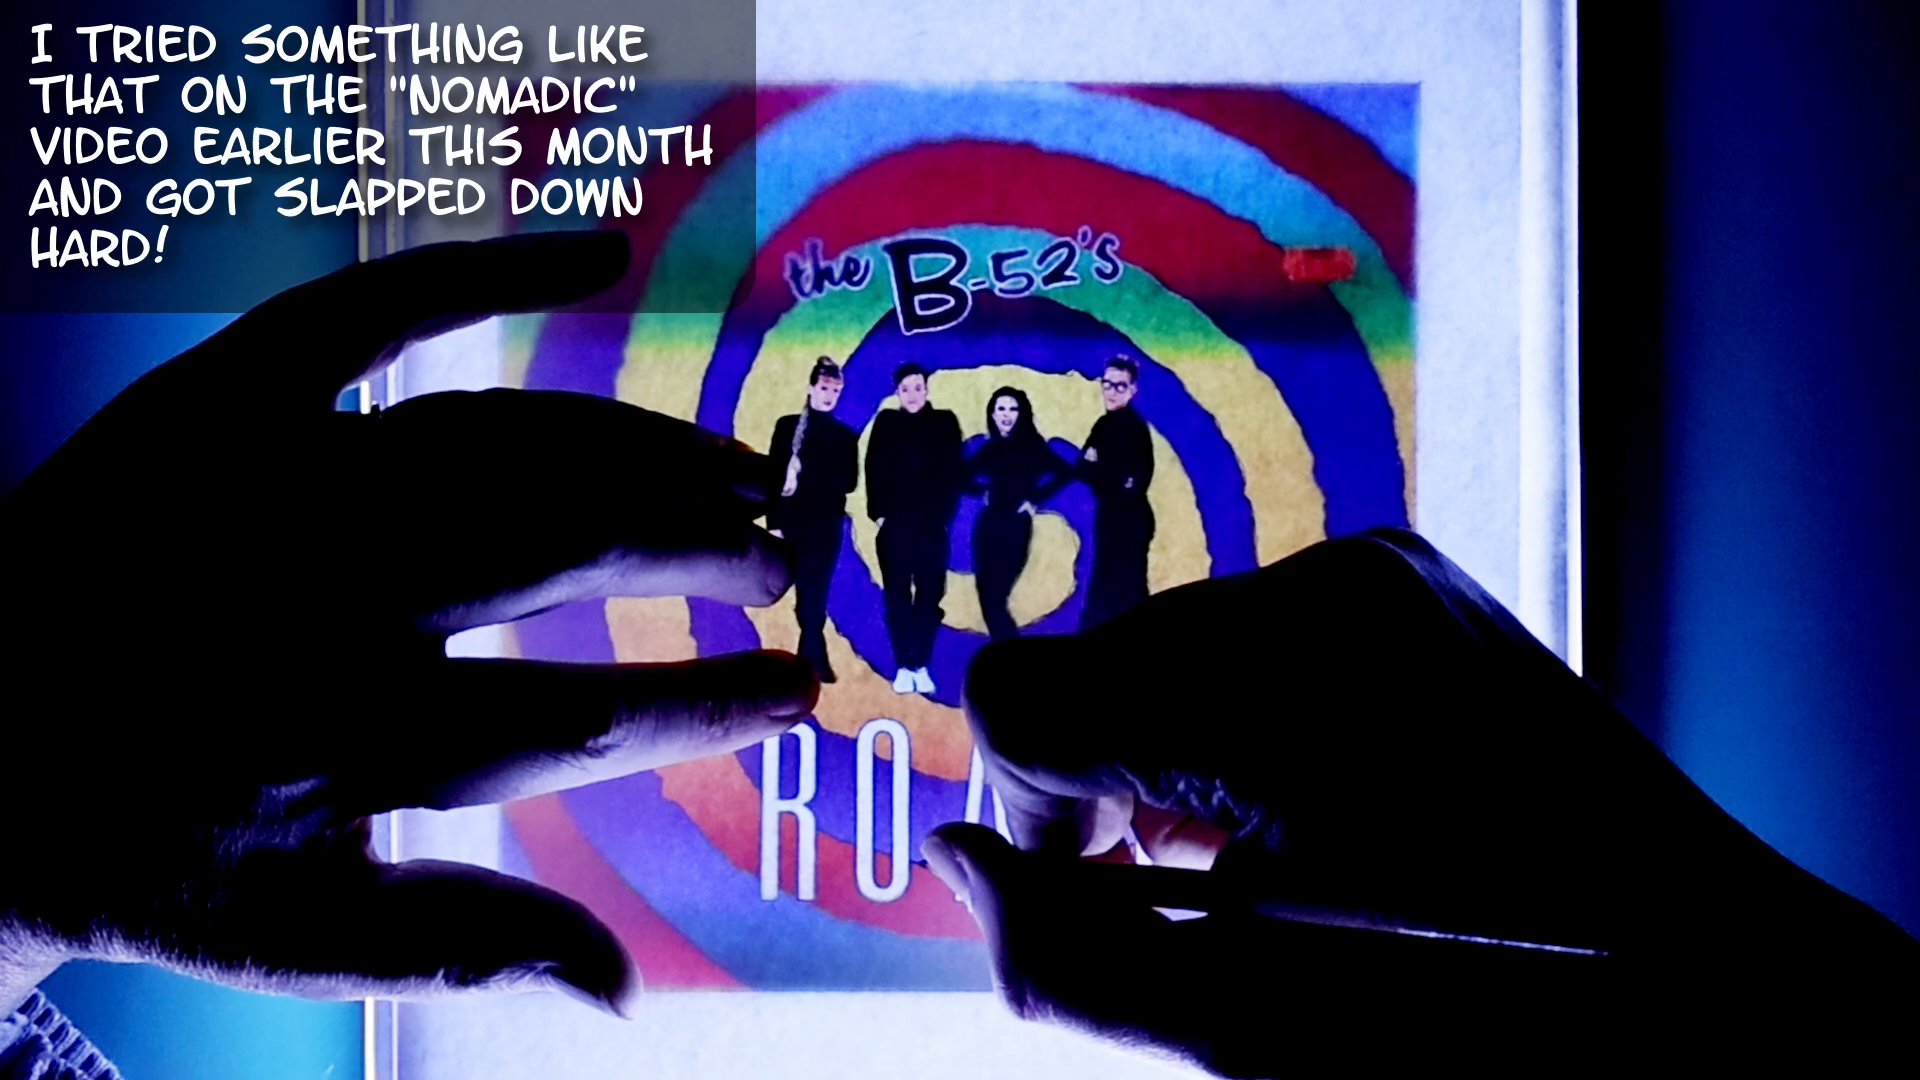 I TRIED SOMETHING LIKE
THAT ON THE "NOMADIC"
VIDEO EARLIER THIS MONTH
AND GOT SLAPPED DOWN
HARD!
the B-52's
RO